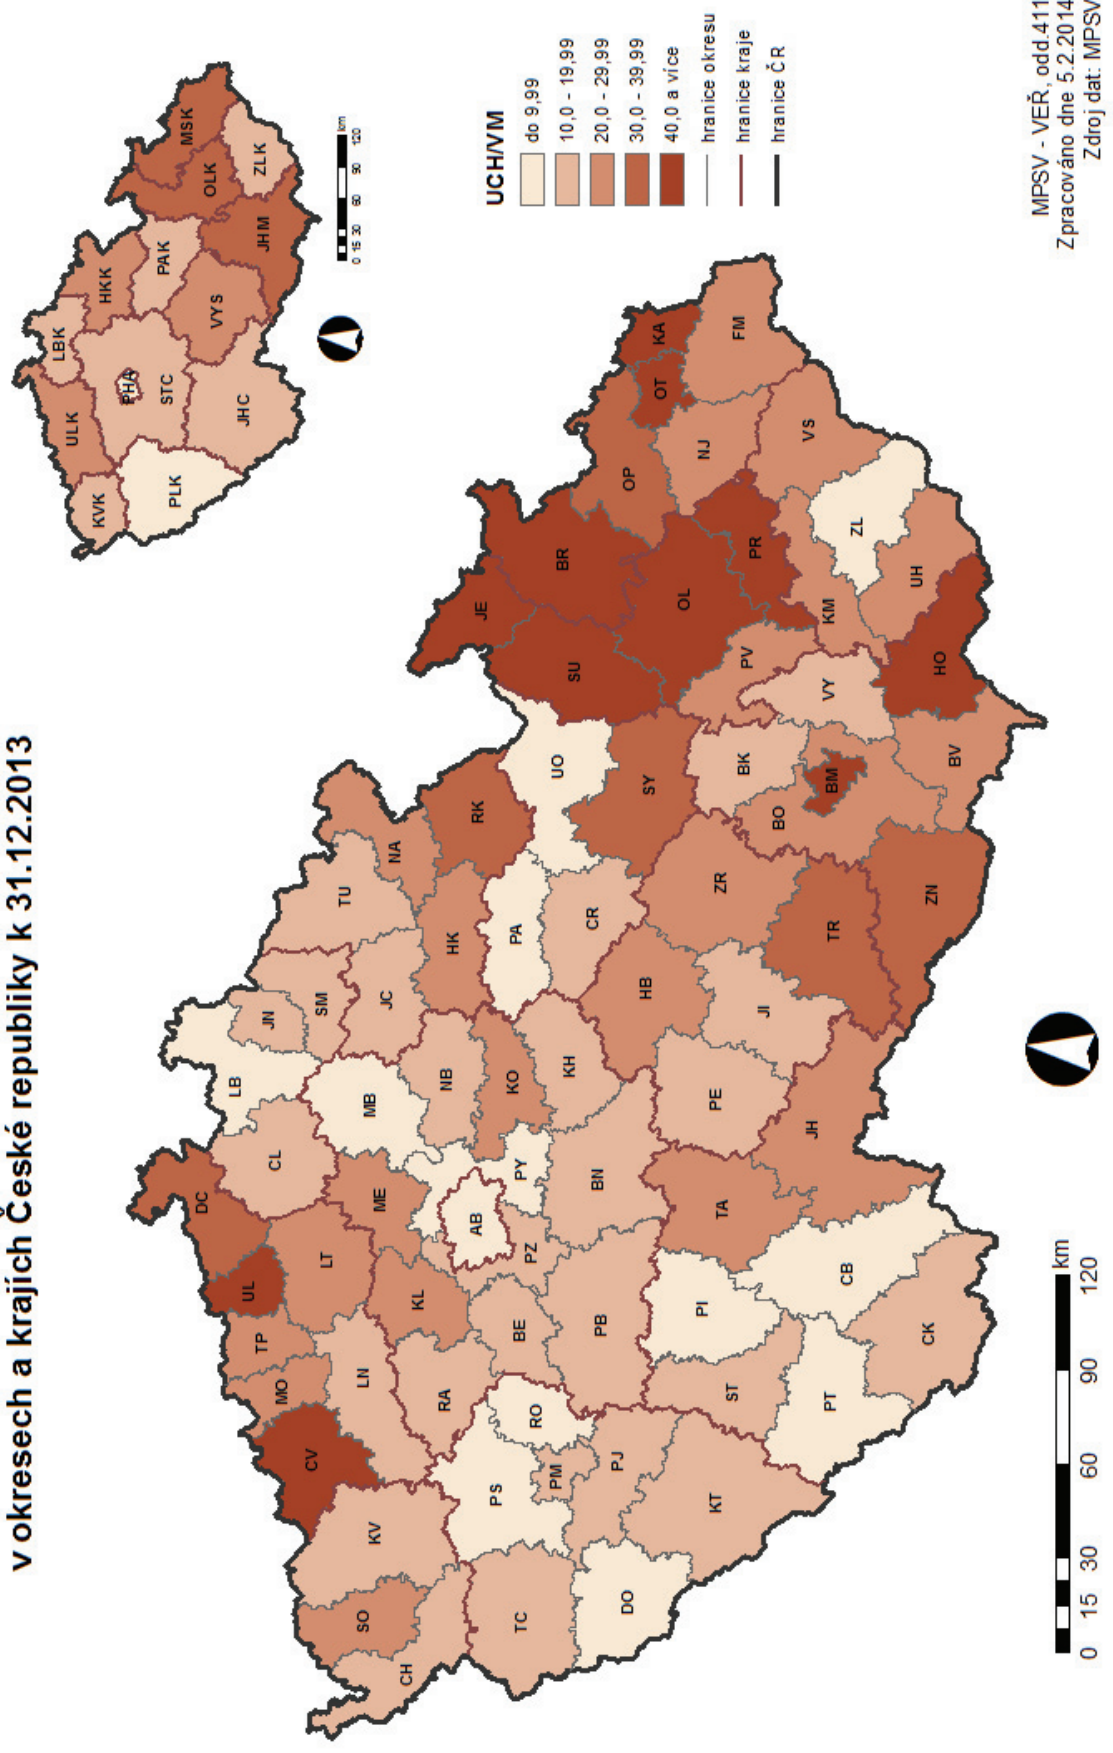 v okresech a krajích České republiky k 31.12.2013
KVK
ULK
LBK
HKK
PHA
STC
PLK
JHC
PAK
VYS
OLK
MSK
ZLK
JHM
0 15 30 60 90 120
km
UCH/VM
do 9,99
10,0 - 19,99
20,0 - 29,99
30,0 - 39,99
40,0 a více
hranice okresu
hranice kraje
hranice ČR
DC
LB
JN
UL
TP
CL
SM
TU
MO
LT
CV
LN
ME
MB
JC
NA
KV
SO
CH
RA
KL
AB
NB
HK
RK
JE
PS
RO
BE
PZ
PY
KO
PA
UO
BR
TC
PM
PJ
PB
BN
KH
CR
SU
OP
OT
KA
DO
HB
SY
OL
NJ
FM
KT
ST
PI
TA
PE
JI
ZR
BK
PV
PR
VS
PT
CB
JH
TR
BO
BM
VY
KM
ZL
CK
ZN
BV
HO
UH
0 15 30 60 90 120
km
MPSV - VEŘ, odd.411
Zpracováno dne 5.2.2014
Zdroj dat: MPSV